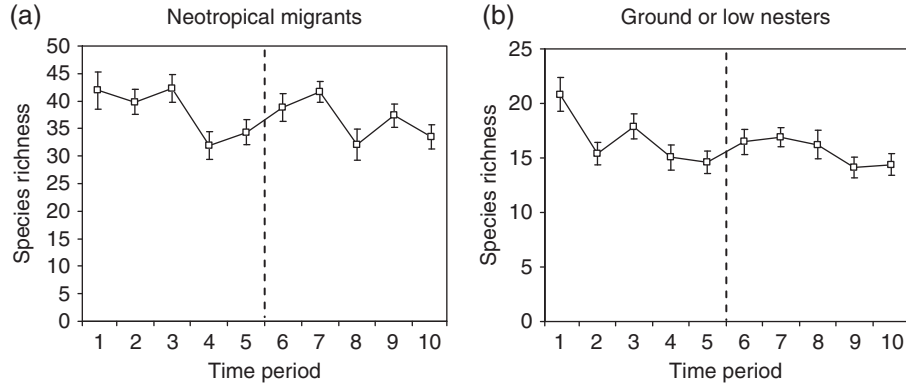 (a) Neotropical migrants
50
45
40
35
30
25
20
15
10
5
0
Species richness
1 2 3 4 5 6 7 8 9 10
Time period
(b) Ground or low nesters
25
20
15
10
5
0
Species richness
1 2 3 4 5 6 7 8 9 10
Time period